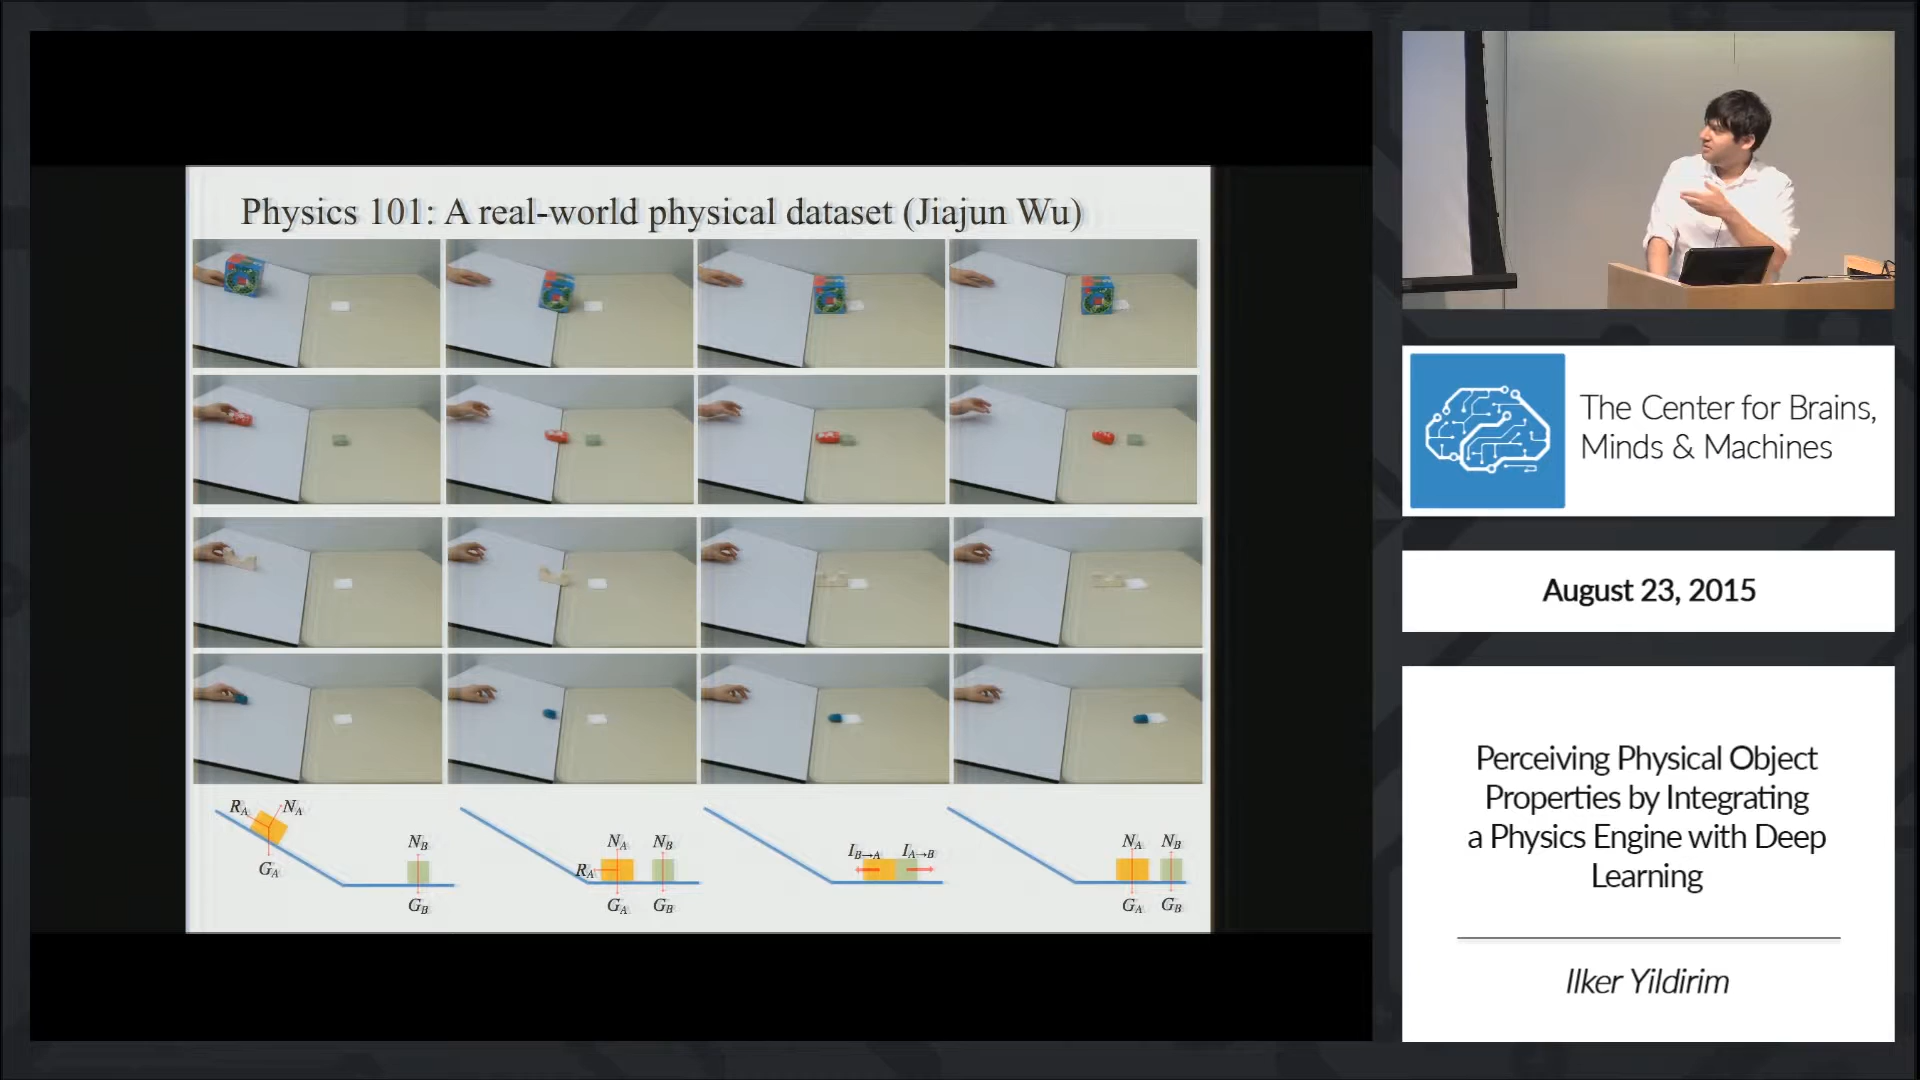 Physics 101: A real-world physical dataset (Jiajun Wu)
R_A N_A
N_B
G_A
G_B
N_A N_B
R_A
G_A G_B
I_B→A I_A→B
N_A N_B
G_A G_B
The Center for Brains,
Minds & Machines
August 23, 2015
Perceiving Physical Object
Properties by Integrating
a Physics Engine with Deep
Learning
Ilker Yildirim